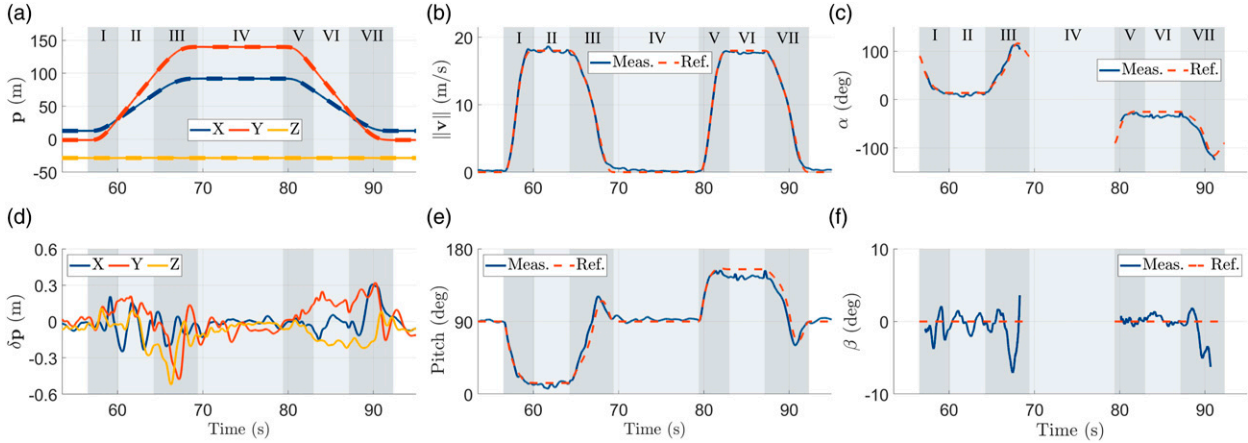 (a)
I II III IV V VI VII
150
100
50
0
-50
p (m)
X Y Z
60 70 80 90
(b)
I II III IV V VI VII
20
10
0
‖v‖ (m/s)
Meas. Ref.
60 70 80 90
(c)
I II III IV V VI VII
100
0
-100
α (deg)
Meas. Ref.
60 70 80 90
(d)
0.6
0.3
0
-0.3
-0.6
δp (m)
X Y Z
60 70 80 90
Time (s)
(e)
180
90
0
Pitch (deg)
Meas. Ref.
60 70 80 90
Time (s)
(f)
10
0
-10
β (deg)
Meas. Ref.
60 70 80 90
Time (s)